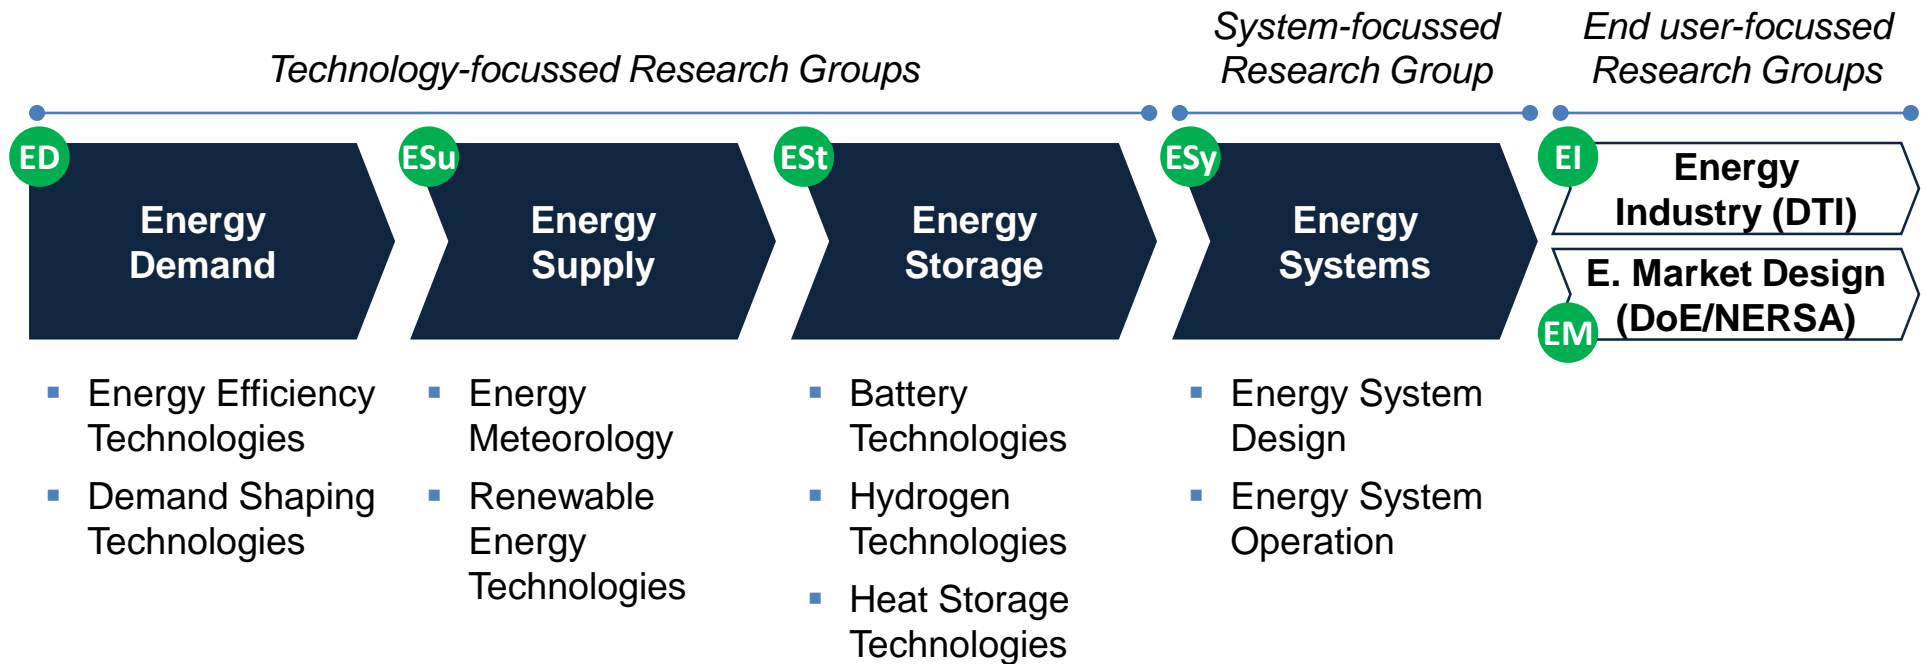 Technology-focussed Research Groups
System-focussed
Research Group
End user-focussed
Research Groups
ED
Energy
Demand
ESu
Energy
Supply
ESt
Energy
Storage
ESy
Energy
Systems
EI
Energy
Industry (DTI)
E. Market Design
(DoE/NERSA)
EM
▪ Energy Efficiency
Technologies
▪ Demand Shaping
Technologies
▪ Energy
Meteorology
▪ Renewable
Energy
Technologies
▪ Battery
Technologies
▪ Hydrogen
Technologies
▪ Heat Storage
Technologies
▪ Energy System
Design
▪ Energy System
Operation